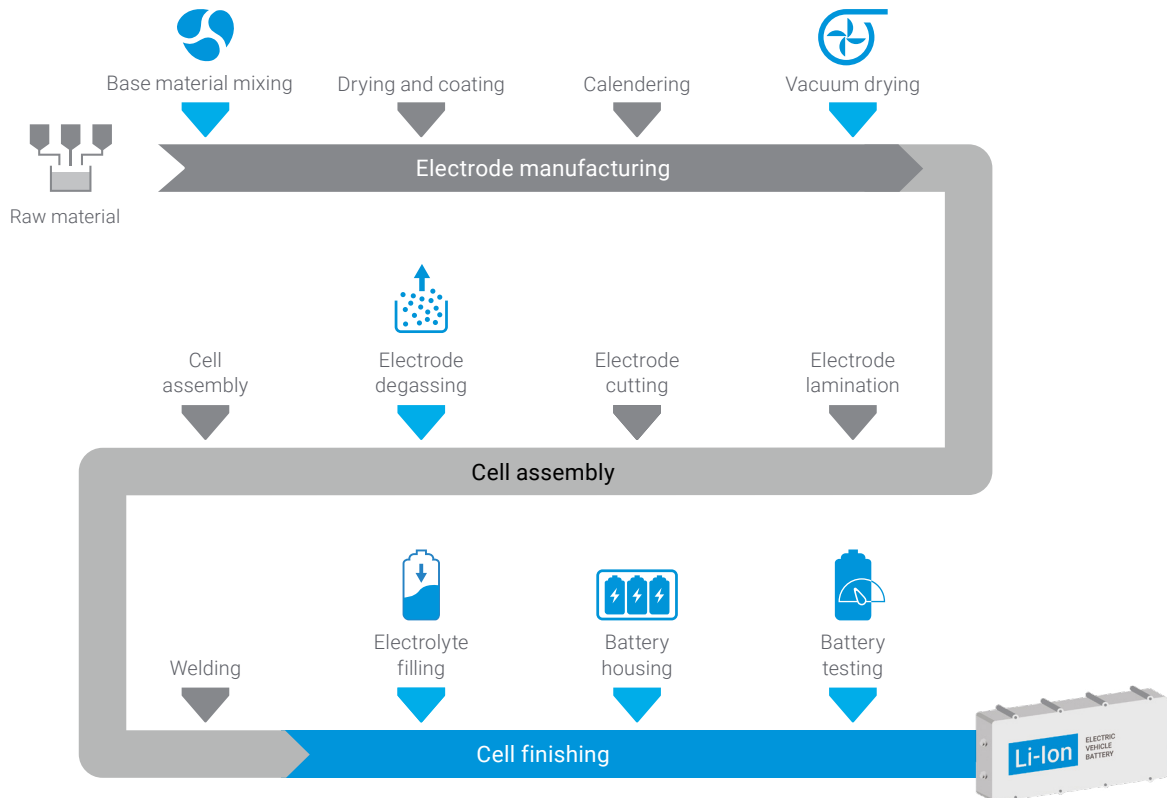 Base material mixing
Drying and coating
Calendering
Vacuum drying
Electrode manufacturing
Raw material
Cell
assembly
Electrode
degassing
Electrode
cutting
Electrode
lamination
Cell assembly
Welding
Electrolyte
filling
Battery
housing
Battery
testing
Cell finishing
Li-Ion
ELECTRIC
VEHICLE
BATTERY